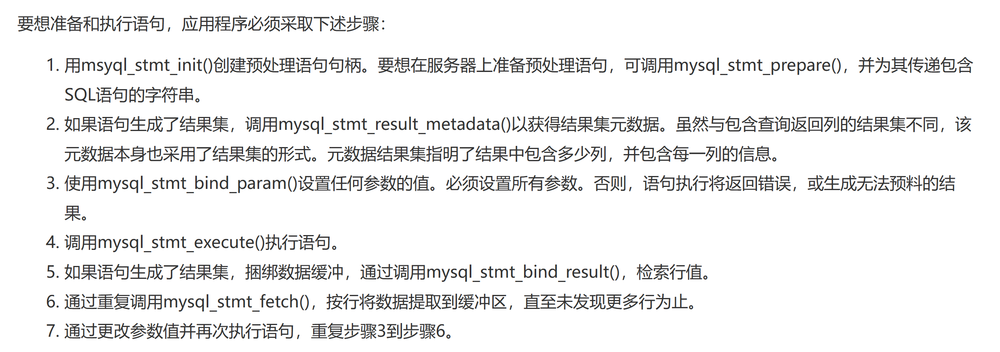 要想准备和执行语句，应用程序必须采取下述步骤：
1. 用msyql_stmt_init()创建预处理语句句柄。要想在服务器上准备预处理语句，可调用mysql_stmt_prepare()，并为其传递包含
SQL语句的字符串。
2. 如果语句生成了结果集，调用mysql_stmt_result_metadata()以获得结果集元数据。虽然与包含查询返回列的结果集不同，该
元数据本身也采用了结果集的形式。元数据结果集指明了结果中包含多少列，并包含每一列的信息。
3. 使用mysql_stmt_bind_param()设置任何参数的值。必须设置所有参数。否则，语句执行将返回错误，或生成无法预料的结
果。
4. 调用mysql_stmt_execute()执行语句。
5. 如果语句生成了结果集，捆绑数据缓冲，通过调用mysql_stmt_bind_result()，检索行值。
6. 通过重复调用mysql_stmt_fetch()，按行将数据提取到缓冲区，直至未发现更多行为止。
7. 通过更改参数值并再次执行语句，重复步骤3到步骤6。